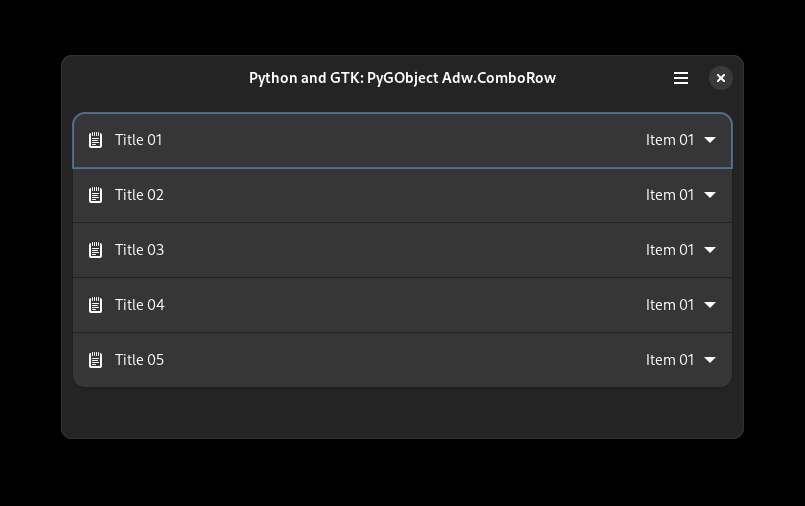 Python and GTK: PyGObject Adw.ComboRow
Title 01 Item 01
Title 02 Item 01
Title 03 Item 01
Title 04 Item 01
Title 05 Item 01